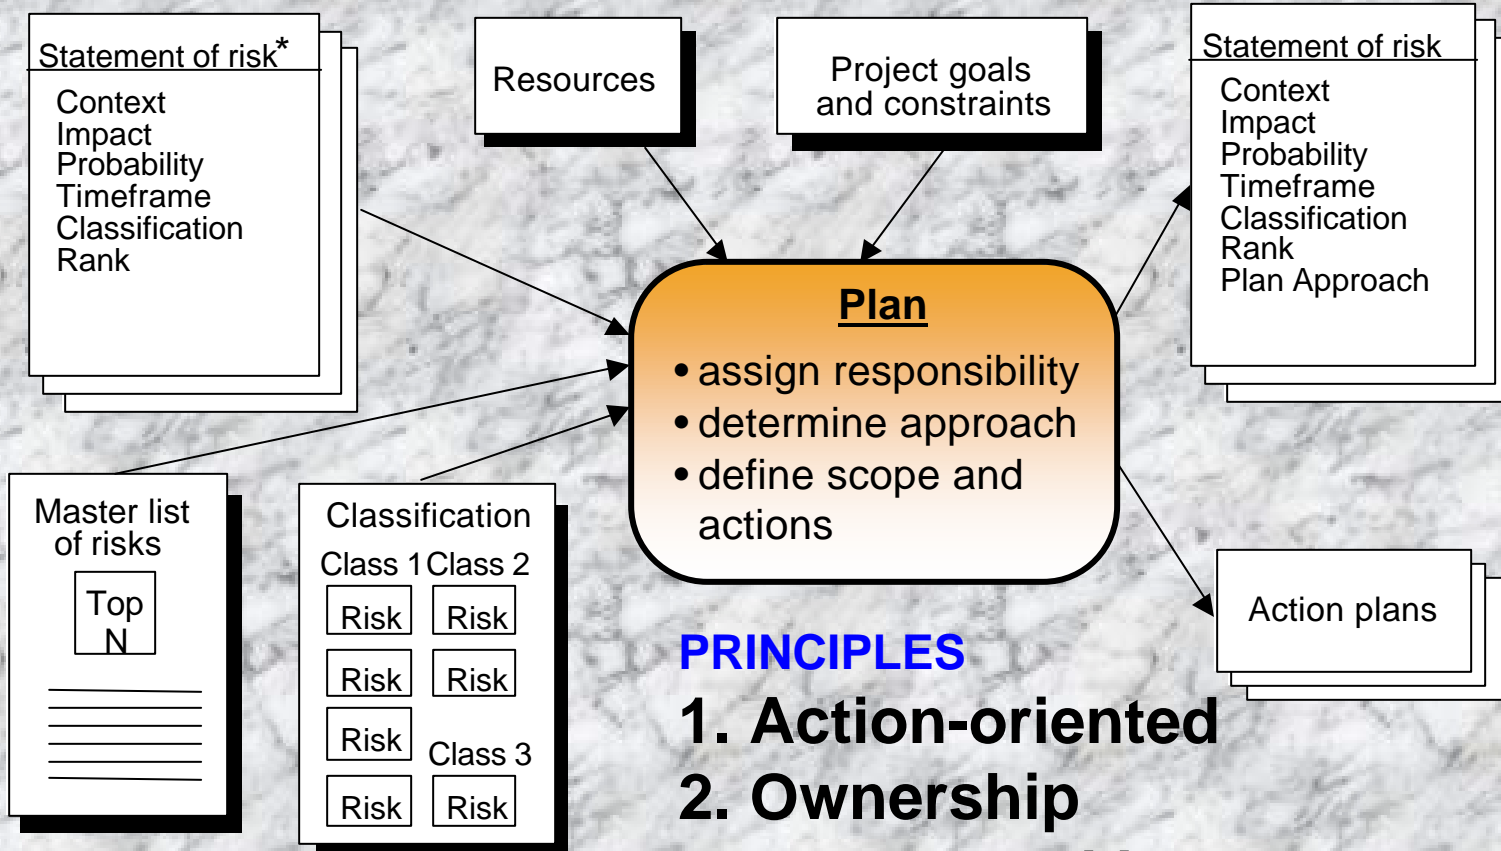 Statement of risk*
Context
Impact
Probability
Timeframe
Classification
Rank
Resources
Project goals
and constraints
Statement of risk
Context
Impact
Probability
Timeframe
Classification
Rank
Plan Approach
Plan
• assign responsibility
• determine approach
• define scope and
actions
Master list
of risks
Top
N
Classification
Class 1 Class 2
Risk Risk
Risk Risk
Risk
Class 3
Risk Risk
Action plans
PRINCIPLES
1. Action-oriented
2. Ownership